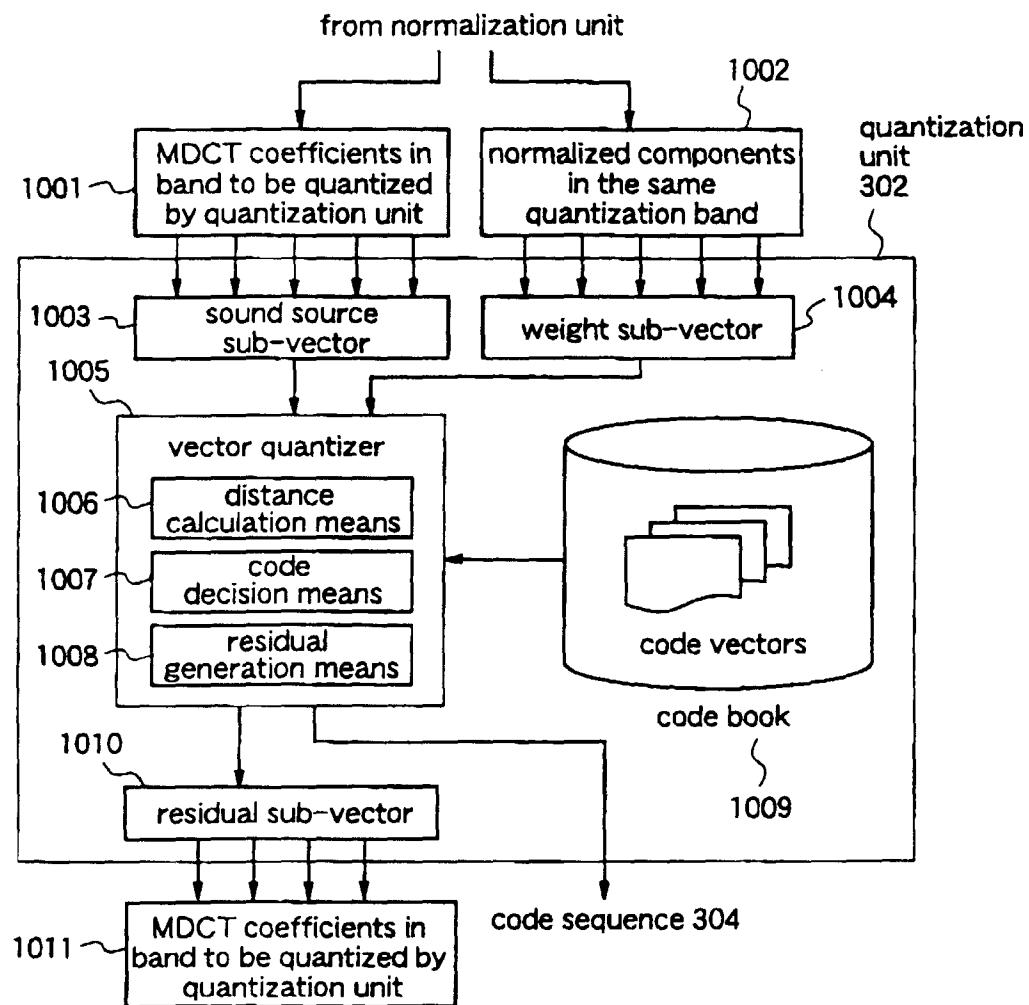 from normalization unit
1002
quantization
unit
302
MDCT coefficients in
band to be quantized
by quantization unit
1001
normalized components
in the same
quantization band
1003
sound source
sub-vector
weight sub-vector
1004
1005
vector quantizer
1006
distance
calculation means
1007
code
decision means
1008
residual
generation means
code vectors
code book
1009
1010
residual sub-vector
code sequence 304
1011
MDCT coefficients in
band to be quantized by
quantization unit